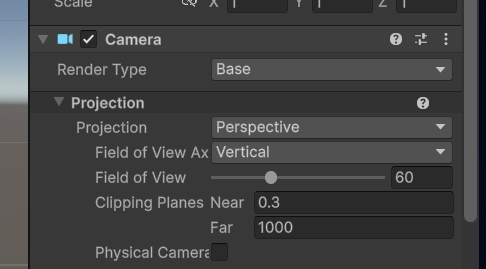 Scale X 1 Y 1 Z 1
Camera
Render Type Base
Projection
Projection Perspective
Field of View Ax Vertical
Field of View 60
Clipping Planes Near 0.3
Far 1000
Physical Camera